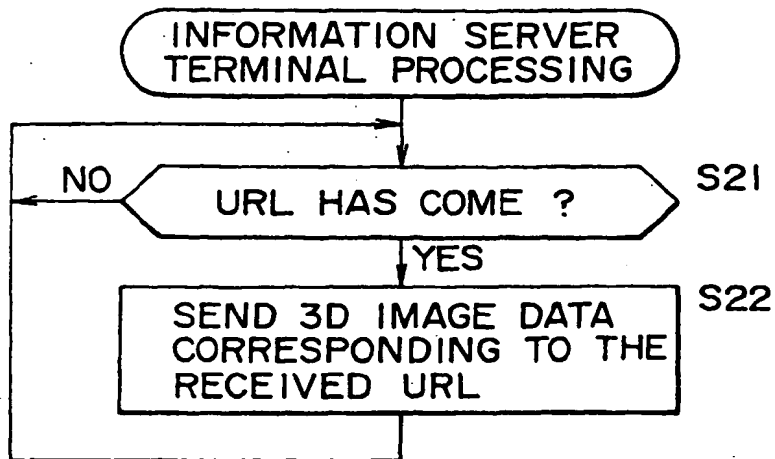 INFORMATION SERVER
TERMINAL PROCESSING
NO
URL HAS COME ?
S21
YES
S22
SEND 3D IMAGE DATA
CORRESPONDING TO THE
RECEIVED URL